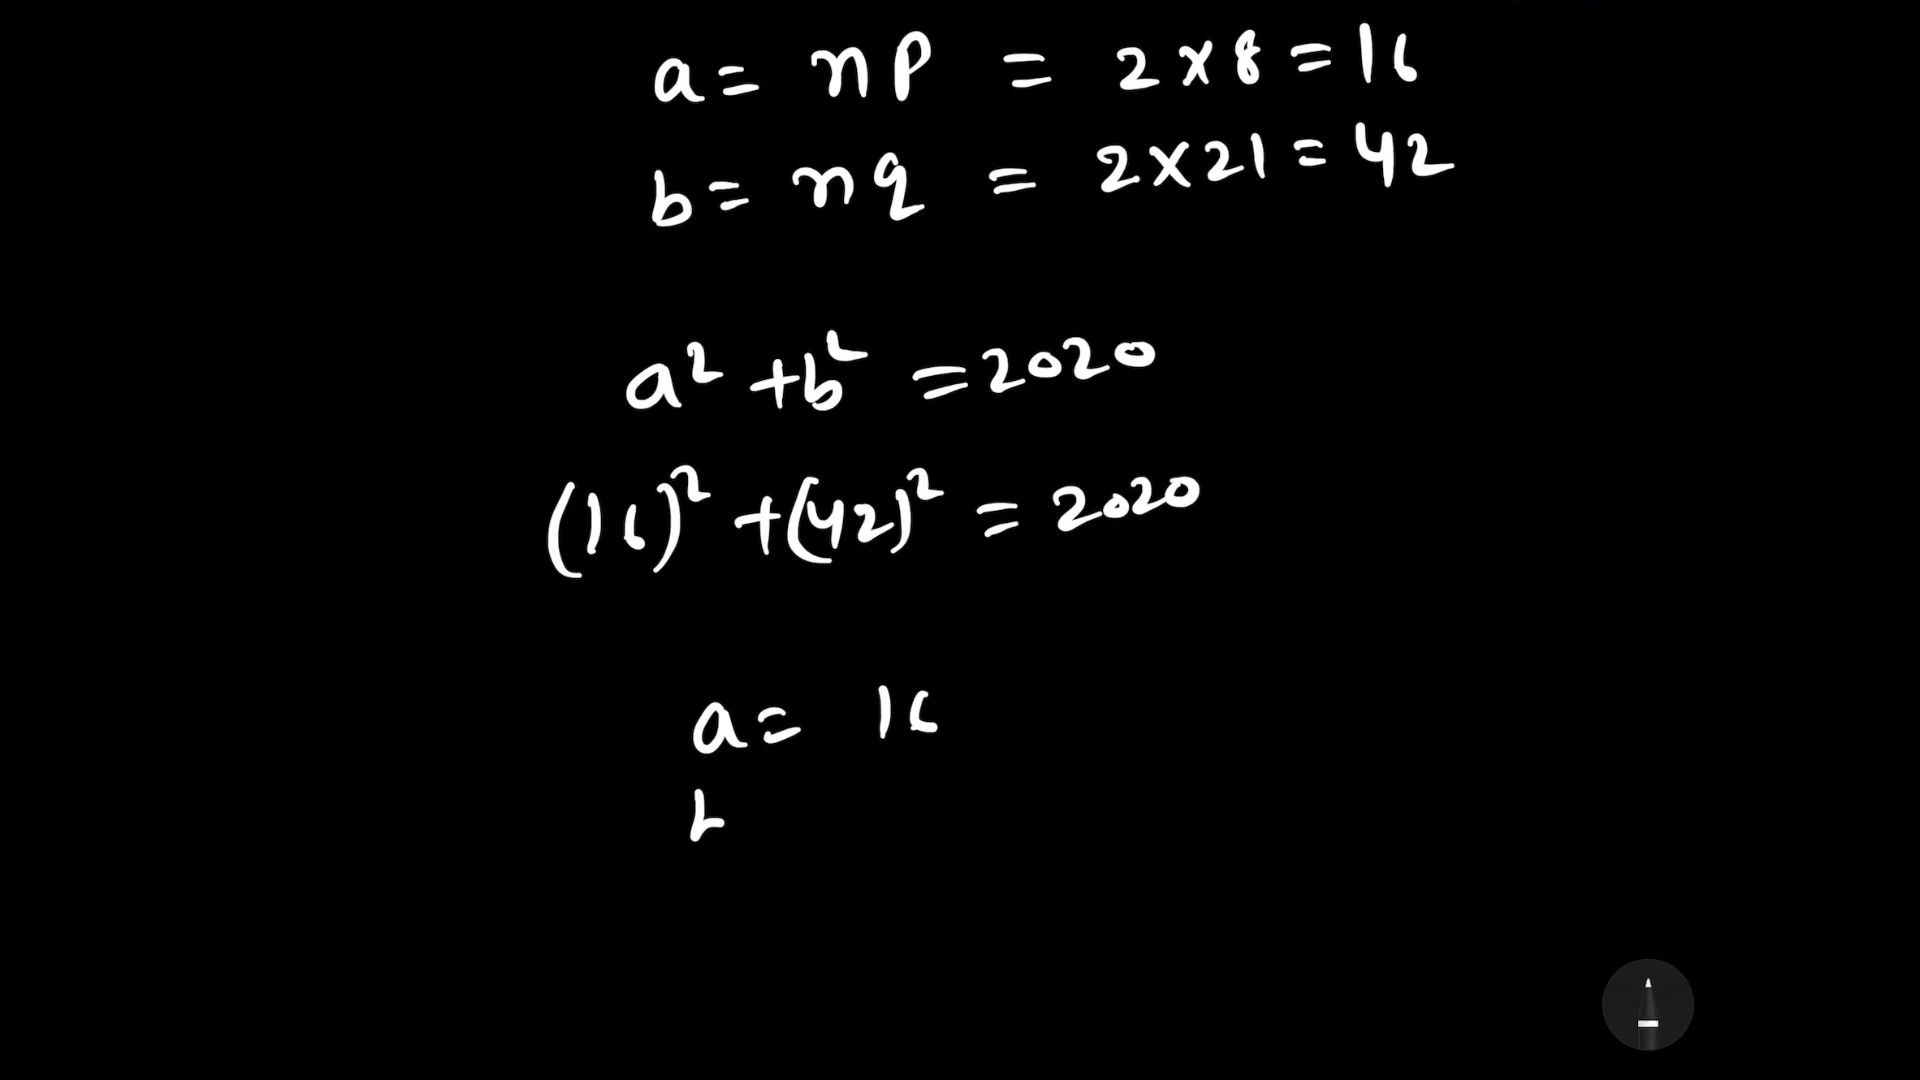 a = np = 2×8 = 16
b = nq = 2×21 = 42
a² + b² = 2020
(16)² + (42)² = 2020
a = 16